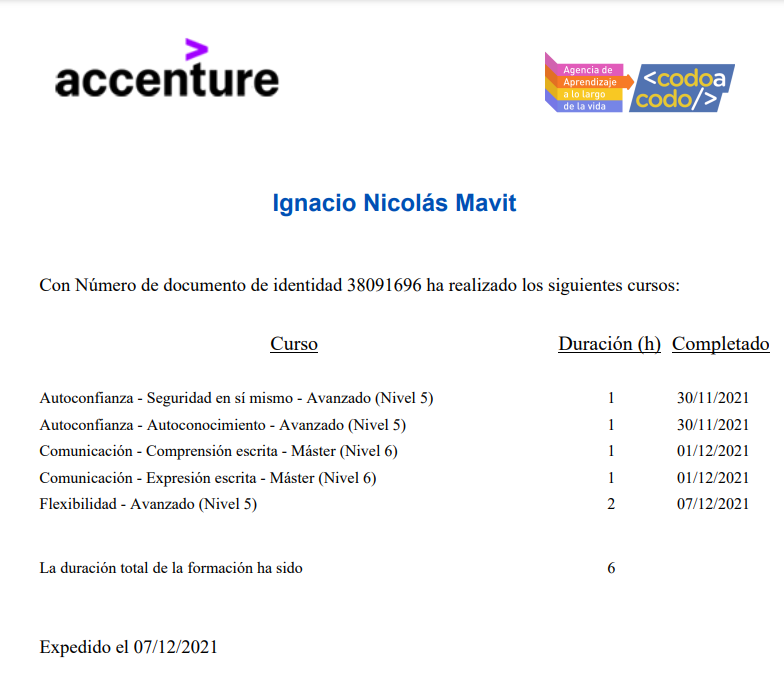 accenture
Agencia de
Aprendizaje
a lo largo
de la vida
<codoa
codo/>
Ignacio Nicolás Mavit
Con Número de documento de identidad 38091696 ha realizado los siguientes cursos:
Curso Duración (h) Completado
Autoconfianza - Seguridad en sí mismo - Avanzado (Nivel 5) 1 30/11/2021
Autoconfianza - Autoconocimiento - Avanzado (Nivel 5) 1 30/11/2021
Comunicación - Comprensión escrita - Máster (Nivel 6) 1 01/12/2021
Comunicación - Expresión escrita - Máster (Nivel 6) 1 01/12/2021
Flexibilidad - Avanzado (Nivel 5) 2 07/12/2021
La duración total de la formación ha sido 6
Expedido el 07/12/2021